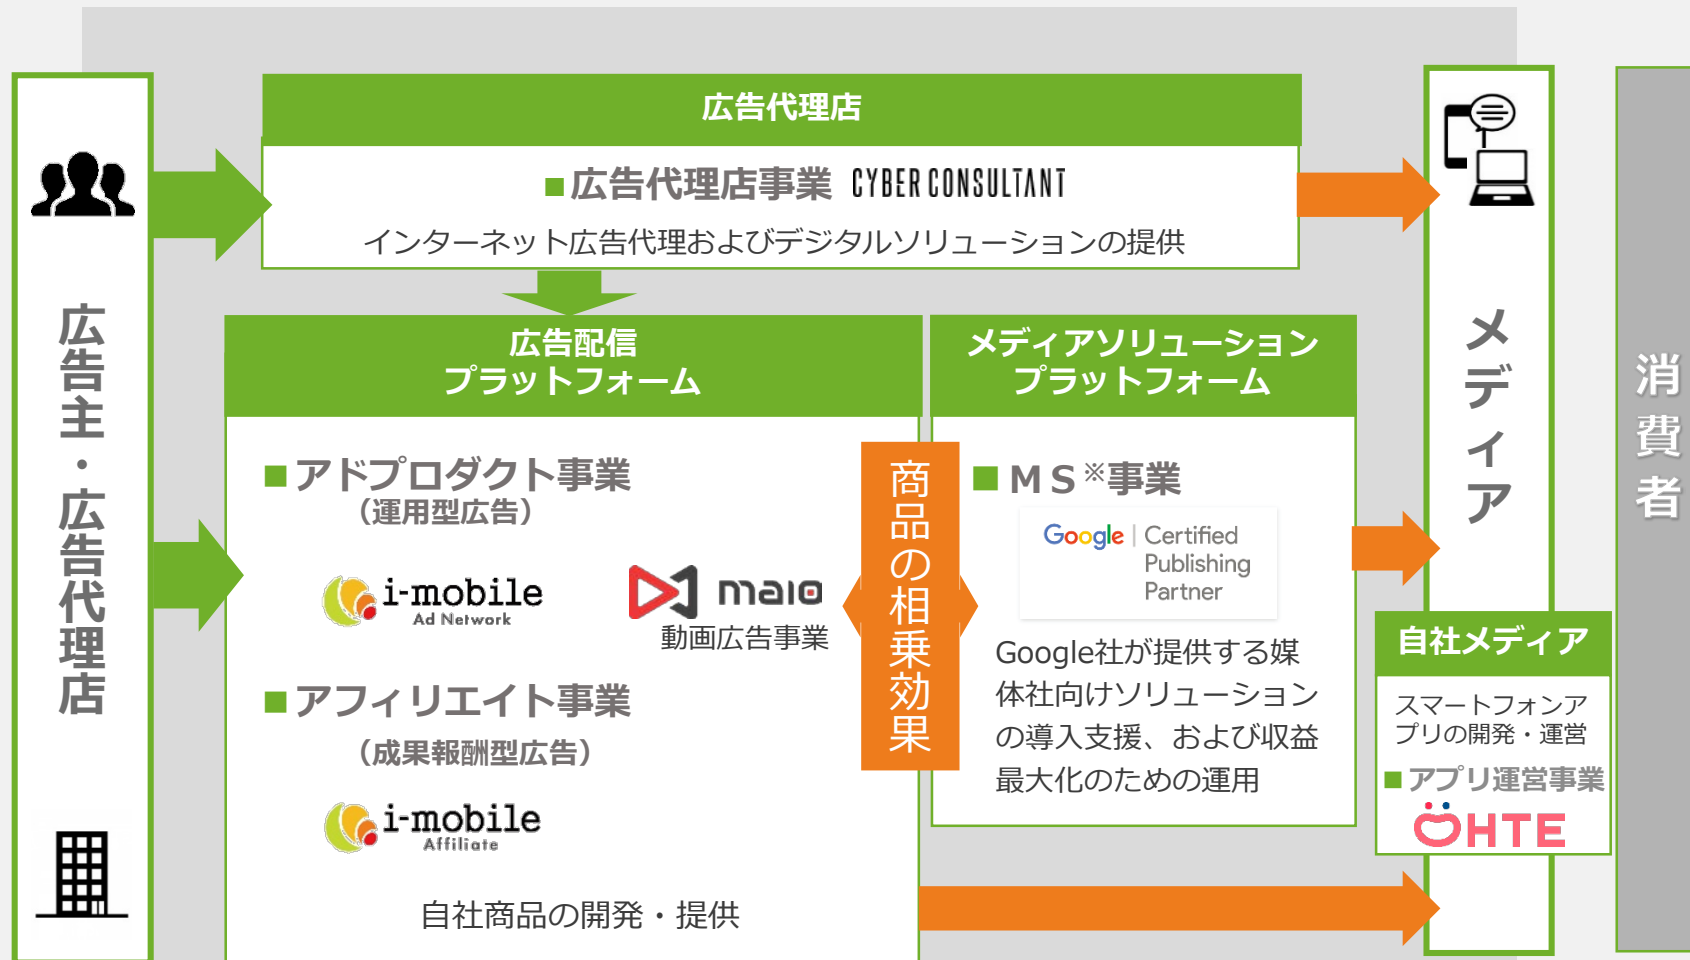 広告主・広告代理店
広告代理店
■広告代理店事業 CYBER CONSULTANT
インターネット広告代理およびデジタルソリューションの提供
広告配信
プラットフォーム
■アドプロダクト事業
（運用型広告）
i-mobile
Ad Network
maio
動画広告事業
■アフィリエイト事業
（成果報酬型広告）
i-mobile
Affiliate
自社商品の開発・提供
商品の相乗効果
メディアソリューション
プラットフォーム
■ＭＳ※事業
Google Certified
Publishing
Partner
Google社が提供する媒
体社向けソリューション
の導入支援、および収益
最大化のための運用
メディア
自社メディア
スマートフォンア
プリの開発・運営
■アプリ運営事業
OHTE
消費者